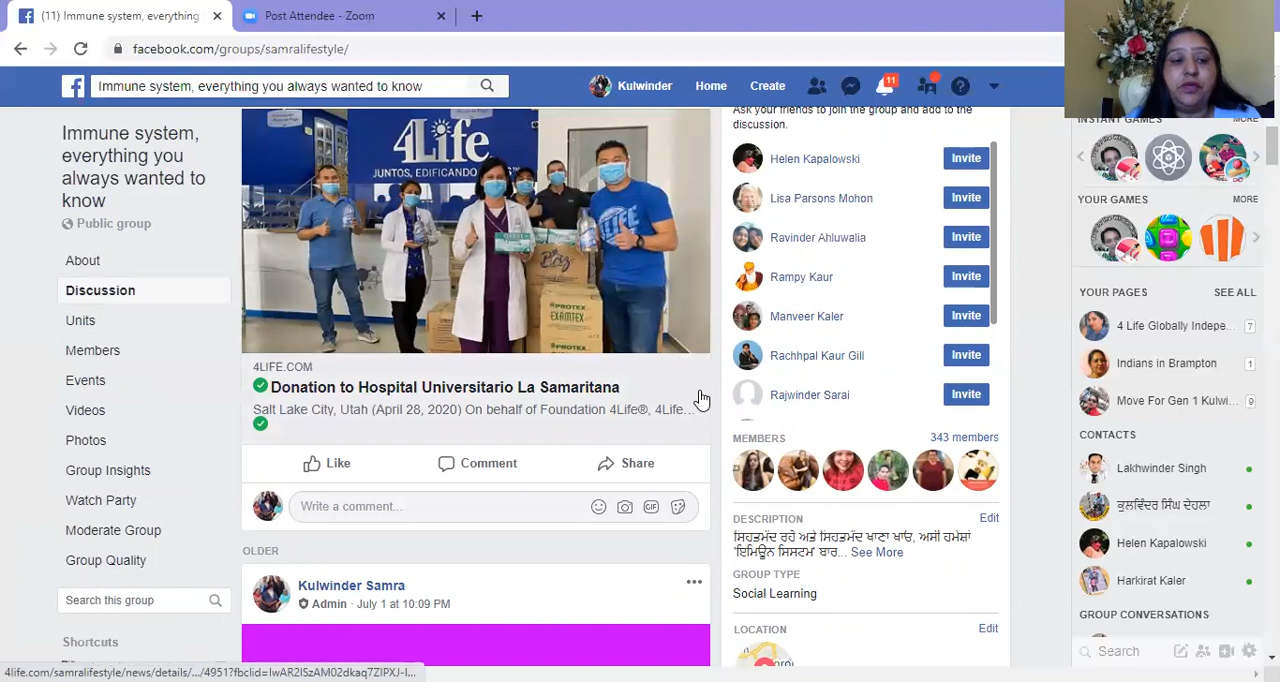 (11) Immune system, everything
Post Attendee - Zoom
facebook.com/groups/samralifestyle/
Immune system, everything you always wanted to know
Kulwinder
Home
Create
11
Immune system,
everything you
always wanted to
know
Public group
About
Discussion
Units
Members
Events
Videos
Photos
Group Insights
Watch Party
Moderate Group
Group Quality
Search this group
Shortcuts
4Life
JUNTOS, EDIFICANDO
4LIFE.COM
Donation to Hospital Universitario La Samaritana
Salt Lake City, Utah (April 28, 2020) On behalf of Foundation 4Life®, 4Life...
Like
Comment
Share
Write a comment...
GIF
OLDER
Kulwinder Samra
Admin · July 1 at 10:09 PM
Ask your friends to join the group and add to the
discussion.
Helen Kapalowski
Invite
Lisa Parsons Mohon
Invite
Ravinder Ahluwalia
Invite
Rampy Kaur
Invite
Manveer Kaler
Invite
Rachhpal Kaur Gill
Invite
Rajwinder Sarai
Invite
MEMBERS
343 members
DESCRIPTION
Edit
ਸਿਹਤਮੰਦ ਰਹੋ ਅਤੇ ਸਿਹਤਮੰਦ ਖਾਣਾ ਖਾਓ, ਅਸੀ ਹਮੇਸ਼ਾਂ
'ਇਮਿਊਨ ਸਿਸਟਮ' ਬਾਰ... See More
GROUP TYPE
Social Learning
LOCATION
Edit
INSTANT GAMES
MORE
YOUR GAMES
MORE
YOUR PAGES
SEE ALL
4 Life Globally Indepe...
7
Indians in Brampton
1
Move For Gen 1 Kulwi...
9
CONTACTS
Lakhwinder Singh
ਕੁਲਵਿੰਦਰ ਸਿੰਘ ਦੇਹਲਾ
Helen Kapalowski
Harkirat Kaler
GROUP CONVERSATIONS
Search